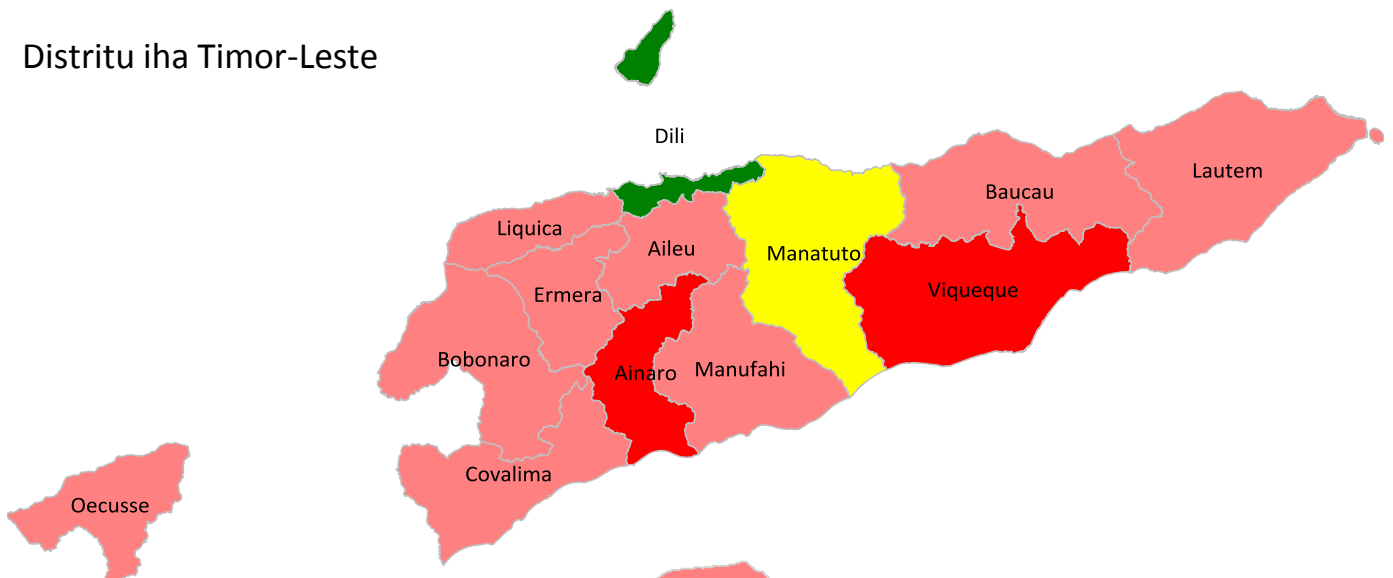 Distritu iha Timor-Leste
Dili
Lautem
Baucau
Liquica
Aileu
Manatuto
Viqueque
Ermera
Bobonaro
Ainaro
Manufahi
Covalima
Oecusse